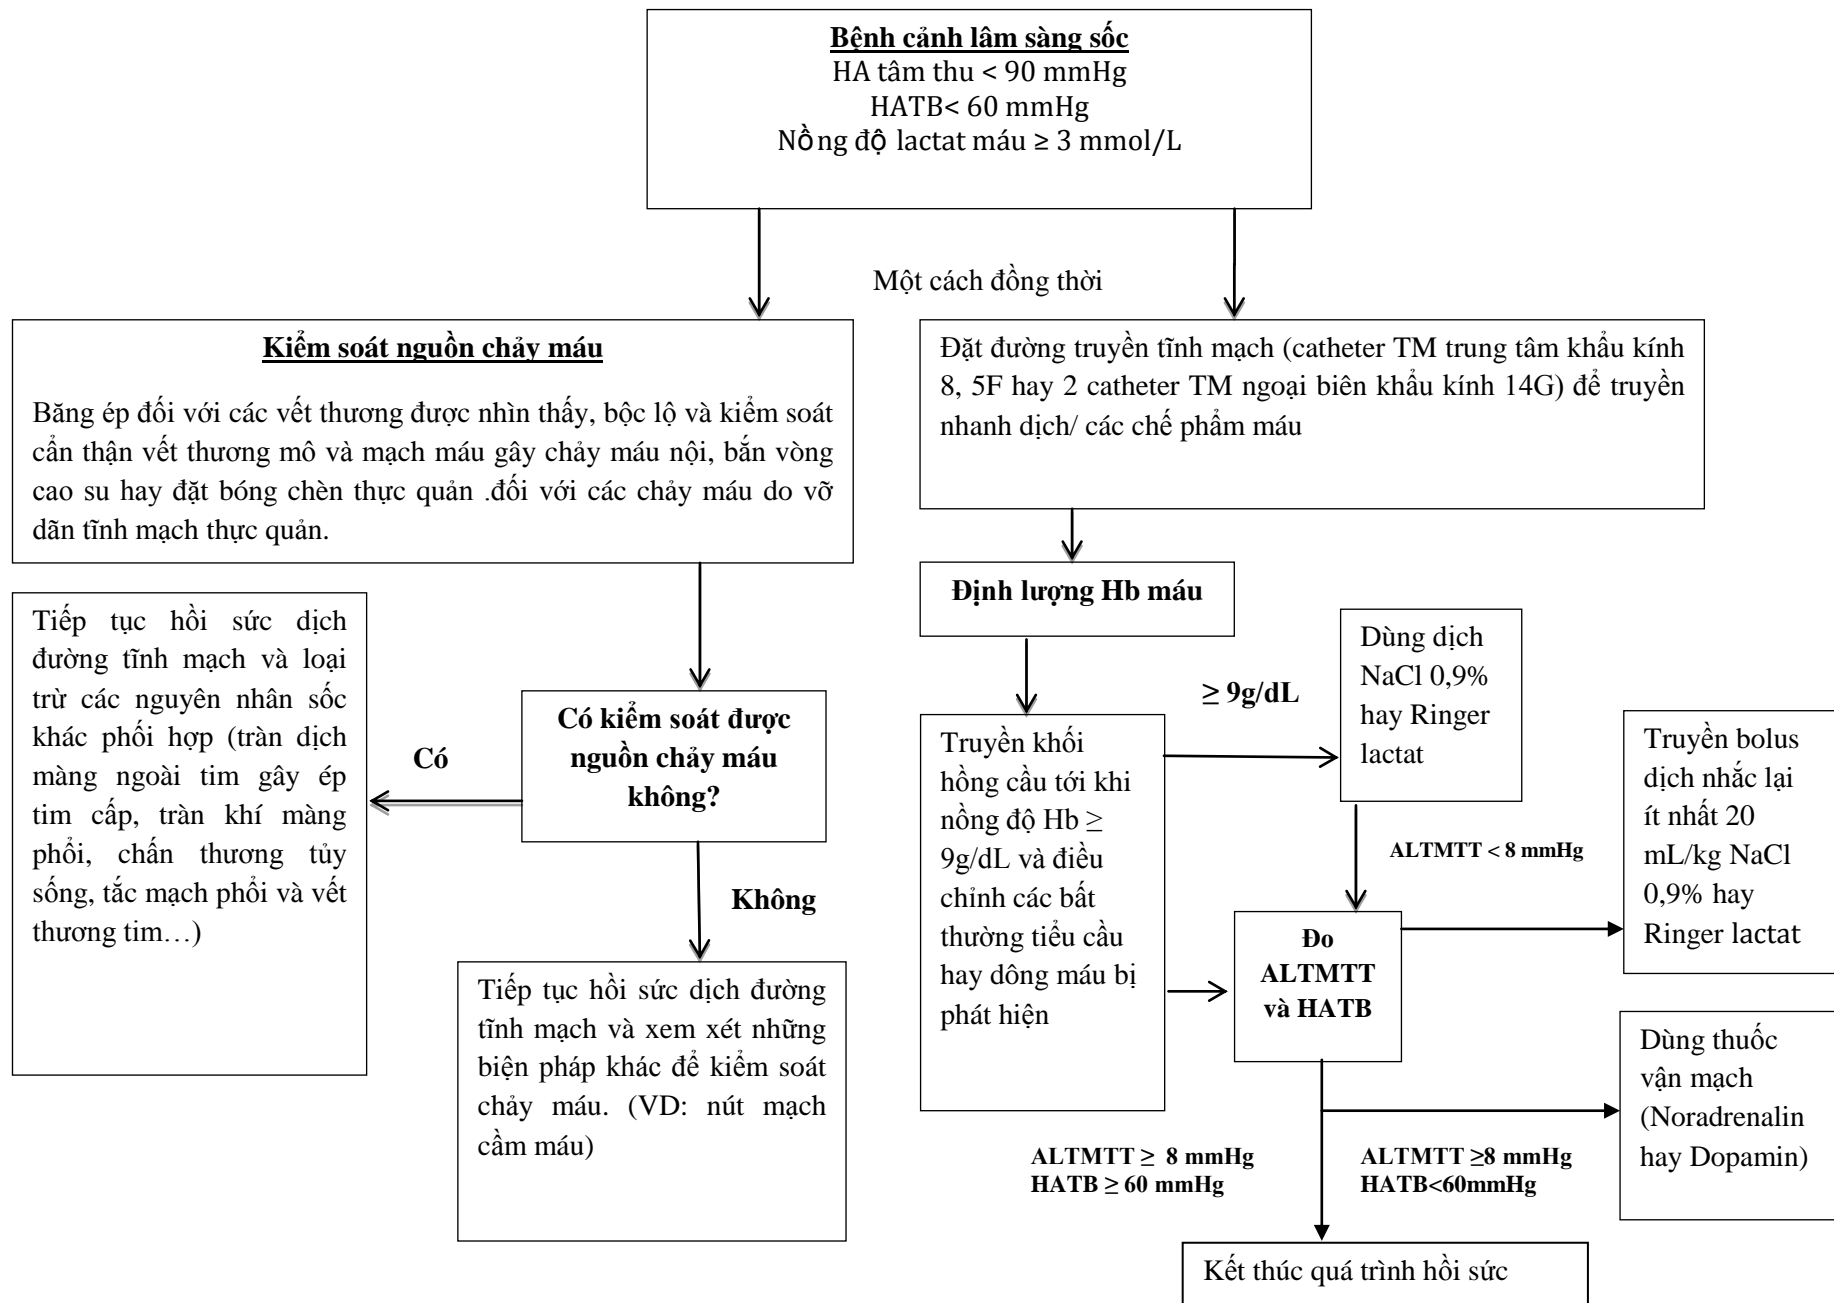 Bệnh cảnh lâm sàng sốc
HA tâm thu < 90 mmHg
HATB< 60 mmHg
Nồng độ lactat máu ≥ 3 mmol/L
Một cách đồng thời
Kiểm soát nguồn chảy máu
Băng ép đối với các vết thương được nhìn thấy, bộc lộ và kiểm soát
cẩn thận vết thương mô và mạch máu gây chảy máu nội, bắn vòng
cao su hay đặt bóng chèn thực quản .đối với các chảy máu do vỡ
dãn tĩnh mạch thực quản.
Đặt đường truyền tĩnh mạch (catheter TM trung tâm khẩu kính
8, 5F hay 2 catheter TM ngoại biên khẩu kính 14G) để truyền
nhanh dịch/ các chế phẩm máu
Tiếp tục hồi sức dịch
đường tĩnh mạch và loại
trừ các nguyên nhân sốc
khác phối hợp (tràn dịch
màng ngoài tim gây ép
tim cấp, tràn khí màng
phổi, chấn thương tủy
sống, tắc mạch phổi và vết
thương tim…)
Có
Có kiểm soát được
nguồn chảy máu
không?
Không
Tiếp tục hồi sức dịch đường
tĩnh mạch và xem xét những
biện pháp khác để kiểm soát
chảy máu. (VD: nút mạch
cầm máu)
Định lượng Hb máu
≥ 9g/dL
Dùng dịch
NaCl 0,9%
hay Ringer
lactat
Truyền khối
hồng cầu tới khi
nồng độ Hb ≥
9g/dL và điều
chỉnh các bất
thường tiểu cầu
hay dông máu bị
phát hiện
ALTMTT < 8 mmHg
Truyền bolus
dịch nhắc lại
ít nhất 20
mL/kg NaCl
0,9% hay
Ringer lactat
Đo
ALTMTT
và HATB
Dùng thuốc
vận mạch
(Noradrenalin
hay Dopamin)
ALTMTT ≥ 8 mmHg
HATB ≥ 60 mmHg
ALTMTT ≥8 mmHg
HATB<60mmHg
Kết thúc quá trình hồi sức